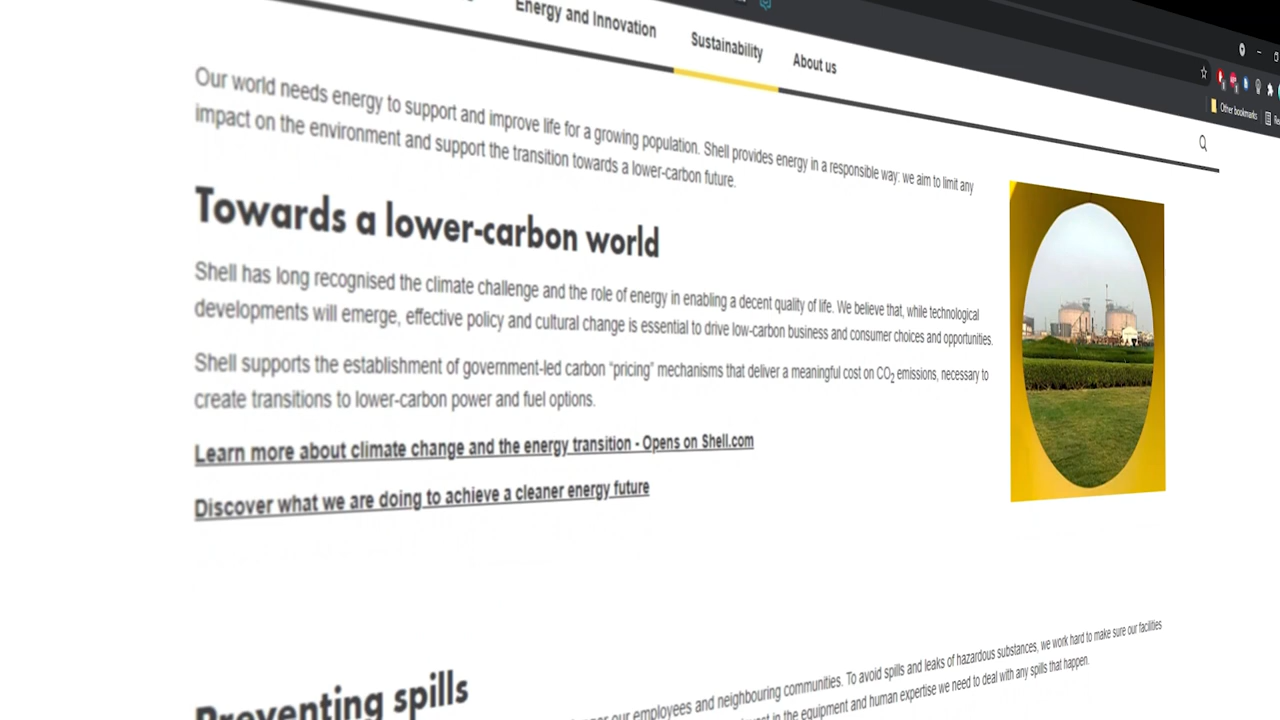 Energy and Innovation
Sustainability
About us
Other bookmarks
Our world needs energy to support and improve life for a growing population. Shell provides energy in a responsible way: we aim to limit any
impact on the environment and support the transition towards a lower-carbon future.
Towards a lower-carbon world
Shell has long recognised the climate challenge and the role of energy in enabling a decent quality of life. We believe that, while technological
developments will emerge, effective policy and cultural change is essential to drive low-carbon business and consumer choices and opportunities.
Shell supports the establishment of government-led carbon “pricing” mechanisms that deliver a meaningful cost on CO₂ emissions, necessary to
create transitions to lower-carbon power and fuel options.
Learn more about climate change and the energy transition - Opens on Shell.com
Discover what we are doing to achieve a cleaner energy future
Preventing spills
our employees and neighbouring communities. To avoid spills and leaks of hazardous substances, we work hard to make sure our facilities
in the equipment and human expertise we need to deal with any spills that happen.